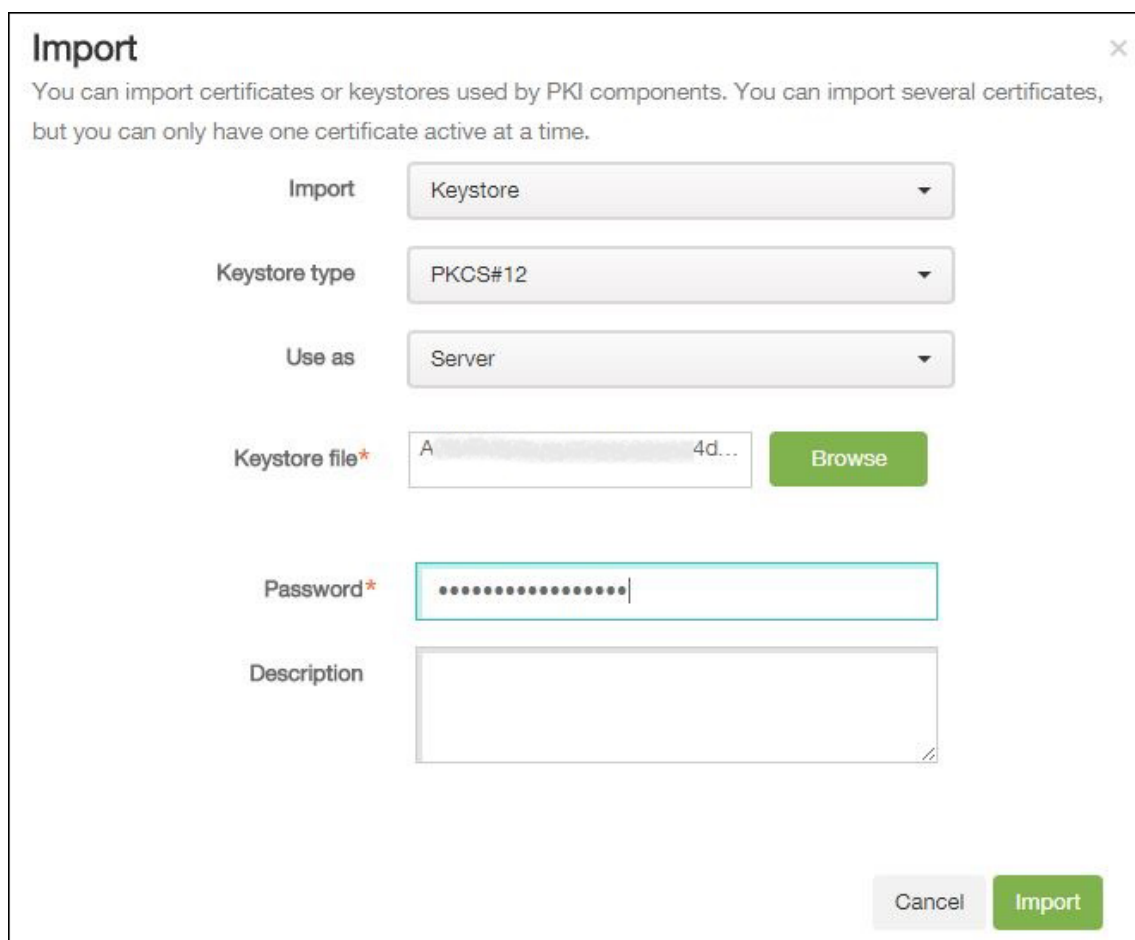 Import
You can import certificates or keystores used by PKI components. You can import several certificates,
but you can only have one certificate active at a time.
Import Keystore
Keystore type PKCS#12
Use as Server
Keystore file* A 4d... Browse
Password* •••••••••••••••••
Description
Cancel Import